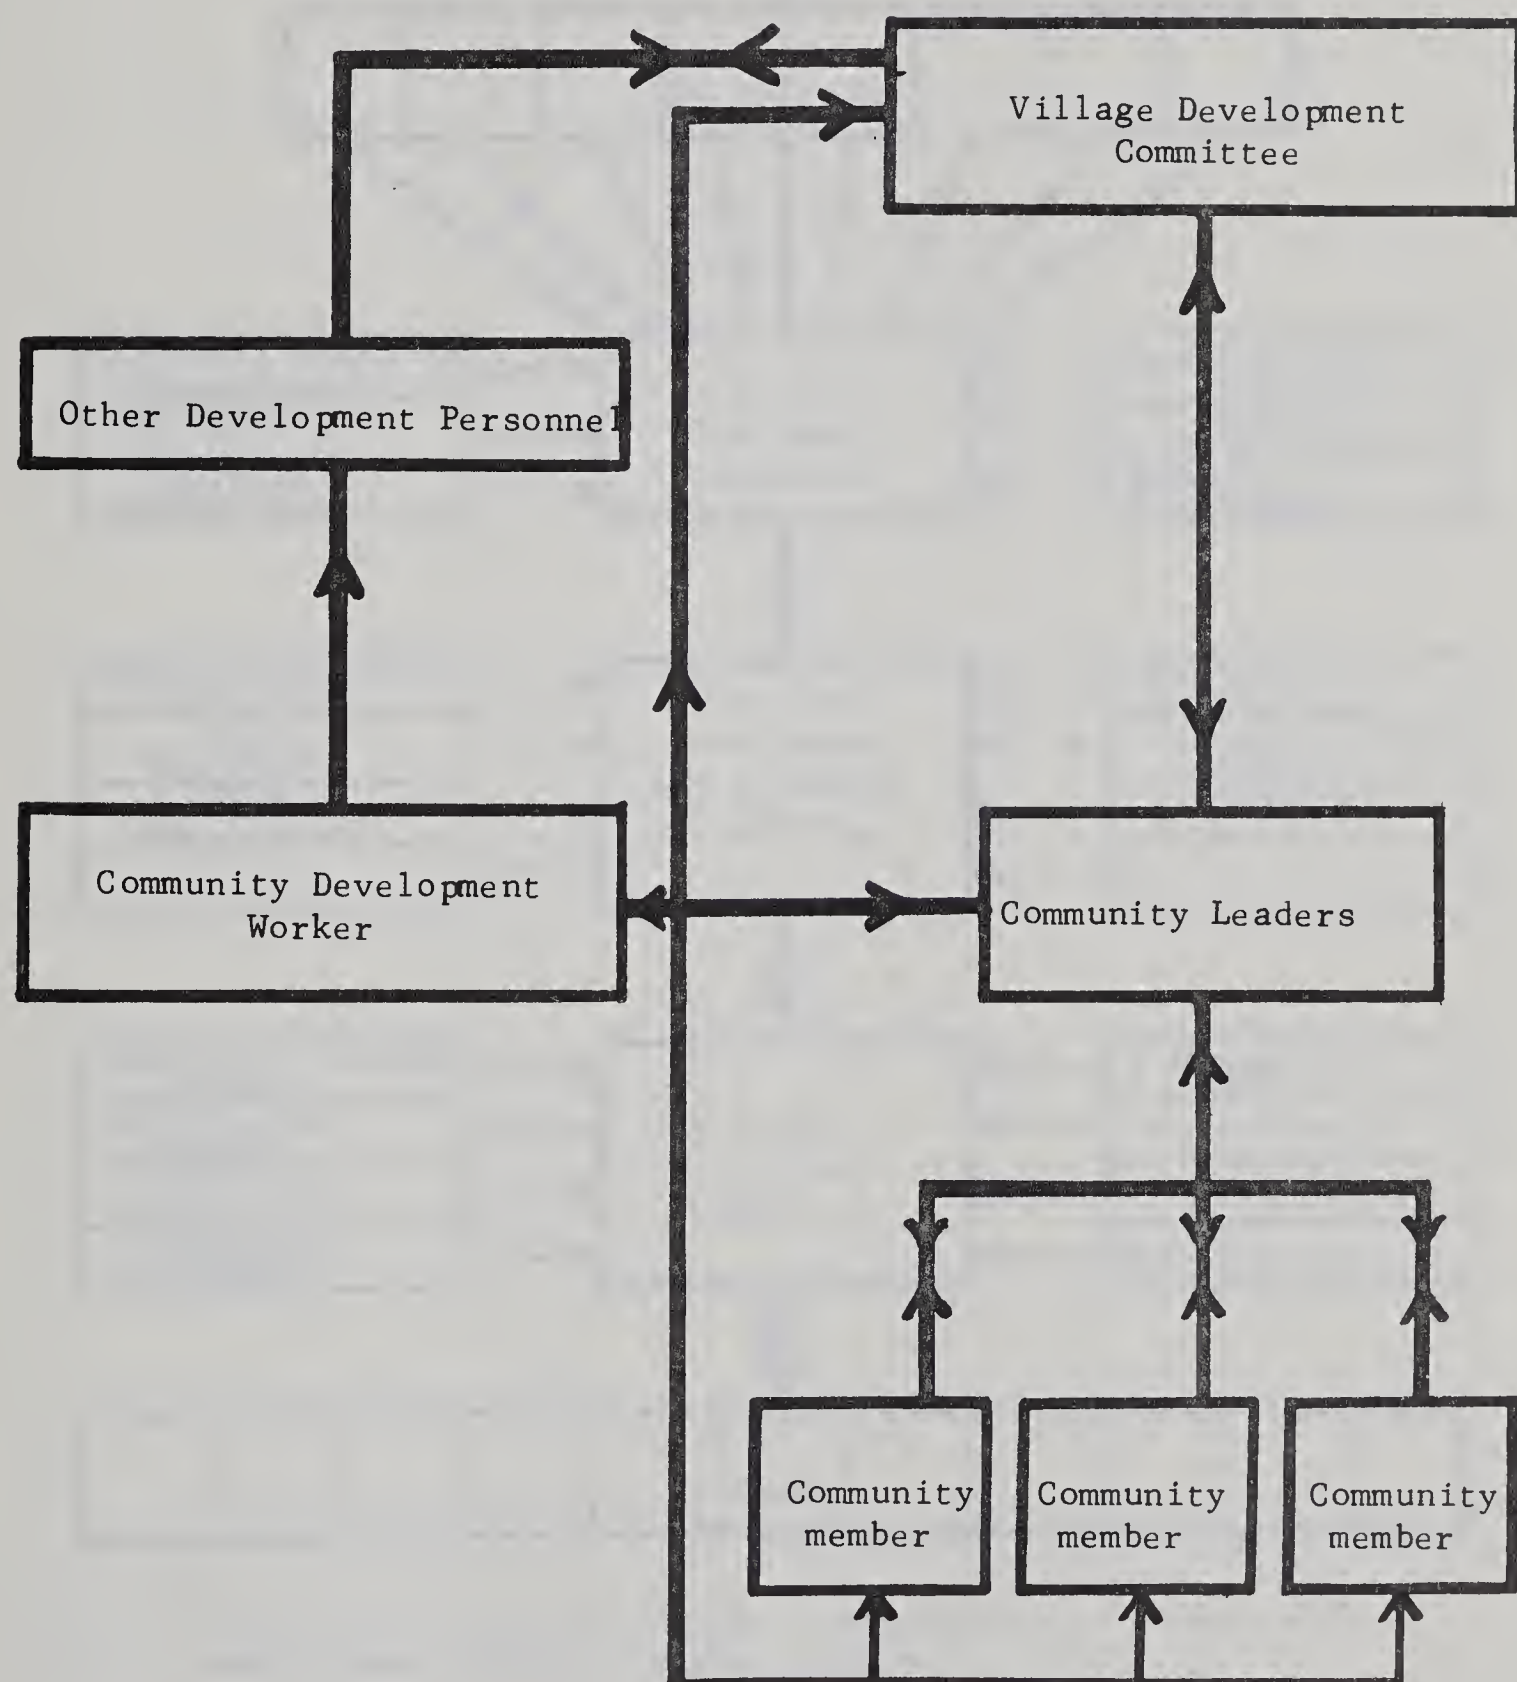 Village Development
Committee
Other Development Personnel
Community Development
Worker
Community Leaders
Community
member
Community
member
Community
member